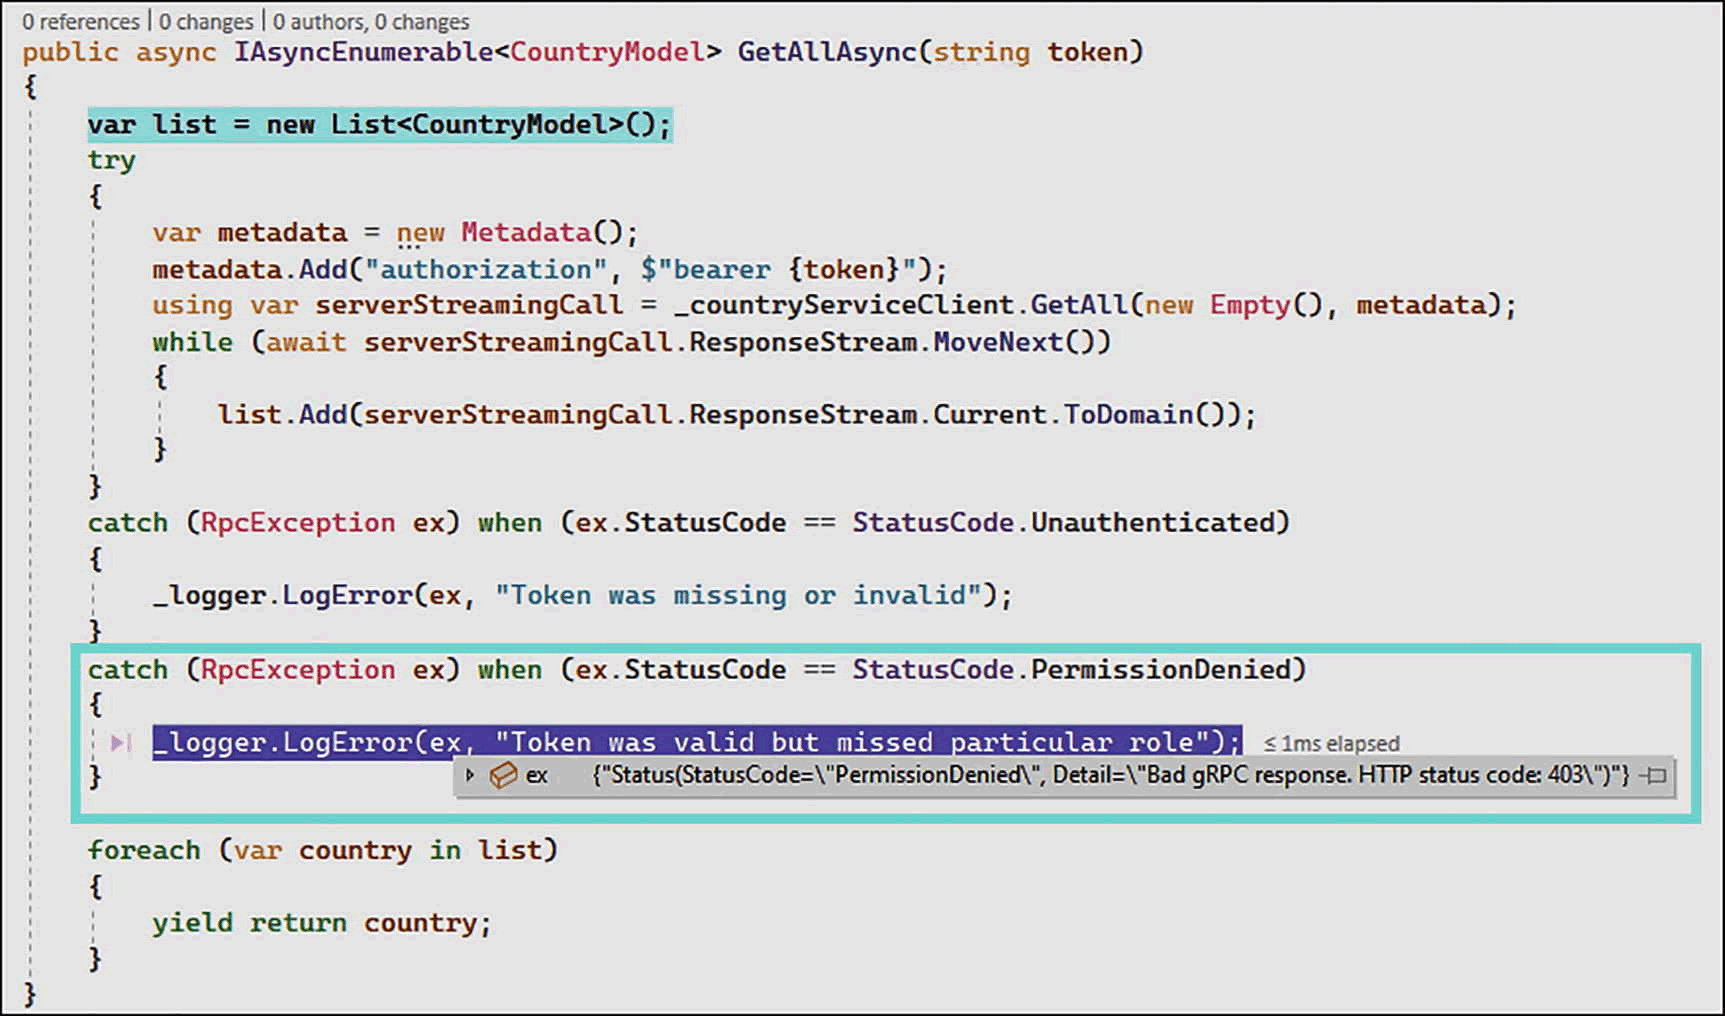 0 references | 0 changes | 0 authors, 0 changes
public async IAsyncEnumerable<CountryModel> GetAllAsync(string token)
{
    var list = new List<CountryModel>();
    try
    {
        var metadata = new Metadata();
        metadata.Add("authorization", $"bearer {token}");
        using var serverStreamingCall = _countryServiceClient.GetAll(new Empty(), metadata);
        while (await serverStreamingCall.ResponseStream.MoveNext())
        {
            list.Add(serverStreamingCall.ResponseStream.Current.ToDomain());
        }
    }
    catch (RpcException ex) when (ex.StatusCode == StatusCode.Unauthenticated)
    {
        _logger.LogError(ex, "Token was missing or invalid");
    }
    catch (RpcException ex) when (ex.StatusCode == StatusCode.PermissionDenied)
    {
        _logger.LogError(ex, "Token was valid but missed particular role"); ≤ 1ms elapsed
ex {"Status(StatusCode=\"PermissionDenied\", Detail=\"Bad gRPC response. HTTP status code: 403\")"}
    }
    foreach (var country in list)
    {
        yield return country;
    }
}